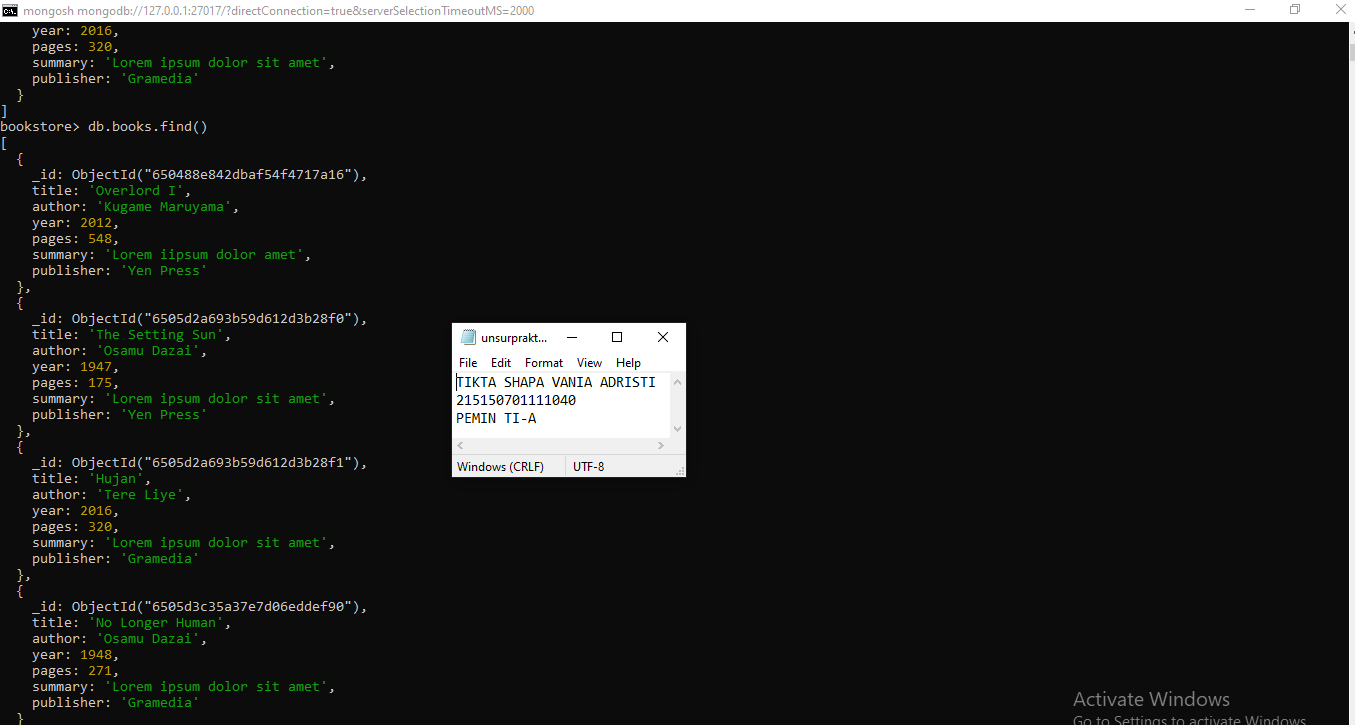 mongosh mongodb://127.0.0.1:27017/?directConnection=true&serverSelectionTimeoutMS=2000
year: 2016,
pages: 320,
summary: 'Lorem ipsum dolor sit amet',
publisher: 'Gramedia'
}
]
bookstore> db.books.find()
[
{
_id: ObjectId("650488e842dbaf54f4717a16"),
title: 'Overlord I',
author: 'Kugame Maruyama',
year: 2012,
pages: 548,
summary: 'Lorem iipsum dolor amet',
publisher: 'Yen Press'
},
{
_id: ObjectId("6505d2a693b59d612d3b28f0"),
title: 'The Setting Sun',
author: 'Osamu Dazai',
year: 1947,
pages: 175,
summary: 'Lorem ipsum dolor sit amet',
publisher: 'Yen Press'
},
{
_id: ObjectId("6505d2a693b59d612d3b28f1"),
title: 'Hujan',
author: 'Tere Liye',
year: 2016,
pages: 320,
summary: 'Lorem ipsum dolor sit amet',
publisher: 'Gramedia'
},
{
_id: ObjectId("6505d3c35a37e7d06eddef90"),
title: 'No Longer Human',
author: 'Osamu Dazai',
year: 1948,
pages: 271,
summary: 'Lorem ipsum dolor sit amet',
publisher: 'Gramedia'
}
unsurprakt...
File Edit Format View Help
TIKTA SHAPA VANIA ADRISTI
215150701111040
PEMIN TI-A
Windows (CRLF) UTF-8
Activate Windows
Go to Settings to activate Windows.